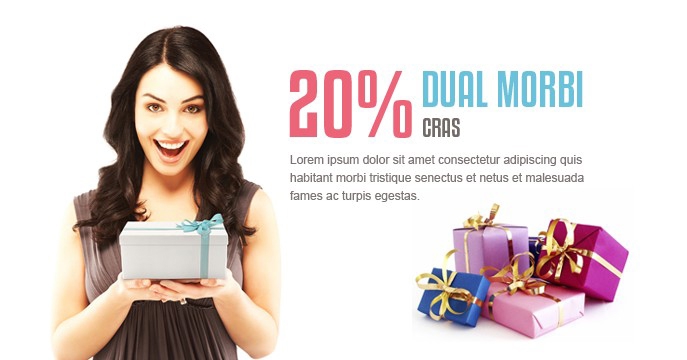 20% DUAL MORBI
CRAS
Lorem ipsum dolor sit amet consectetur adipiscing quis
habitant morbi tristique senectus et netus et malesuada
fames ac turpis egestas.